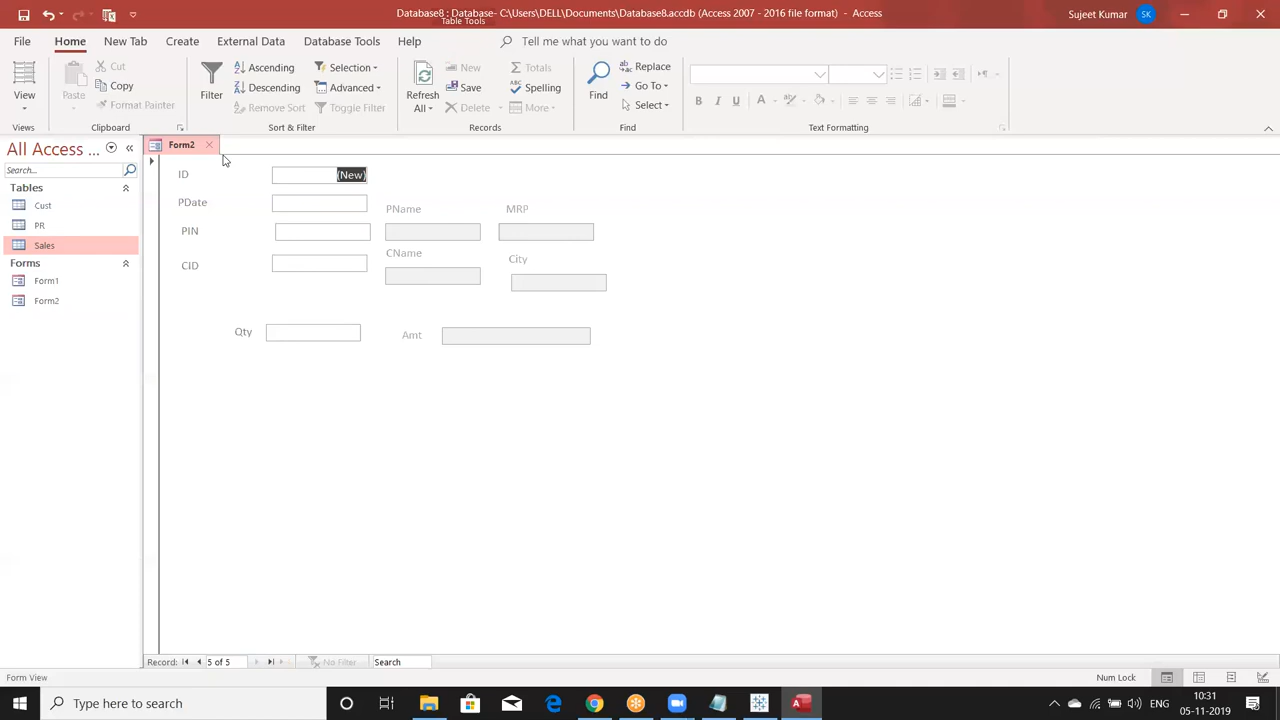 Database8 : Database- C:\Users\DELL\Documents\Database8.accdb (Access 2007 - 2016 file format) - Access
Table Tools
Sujeet Kumar
SK
File
Home
New Tab
Create
External Data
Database Tools
Help
Tell me what you want to do
View
Views
Paste
Cut
Copy
Format Painter
Clipboard
Filter
Ascending
Descending
Remove Sort
Selection
Advanced
Toggle Filter
Sort & Filter
Refresh
All
New
Save
Delete
Totals
Spelling
More
Records
Find
Replace
Go To
Select
Find
B I U
A
Text Formatting
All Access ...
Search...
Tables
Cust
PR
Sales
Forms
Form1
Form2
Form2
ID
(New)
PDate
PName
MRP
PIN
CName
City
CID
Qty
Amt
Record:
5 of 5
No Filter
Search
Form View
Num Lock
Type here to search
ENG
10:31
05-11-2019
3